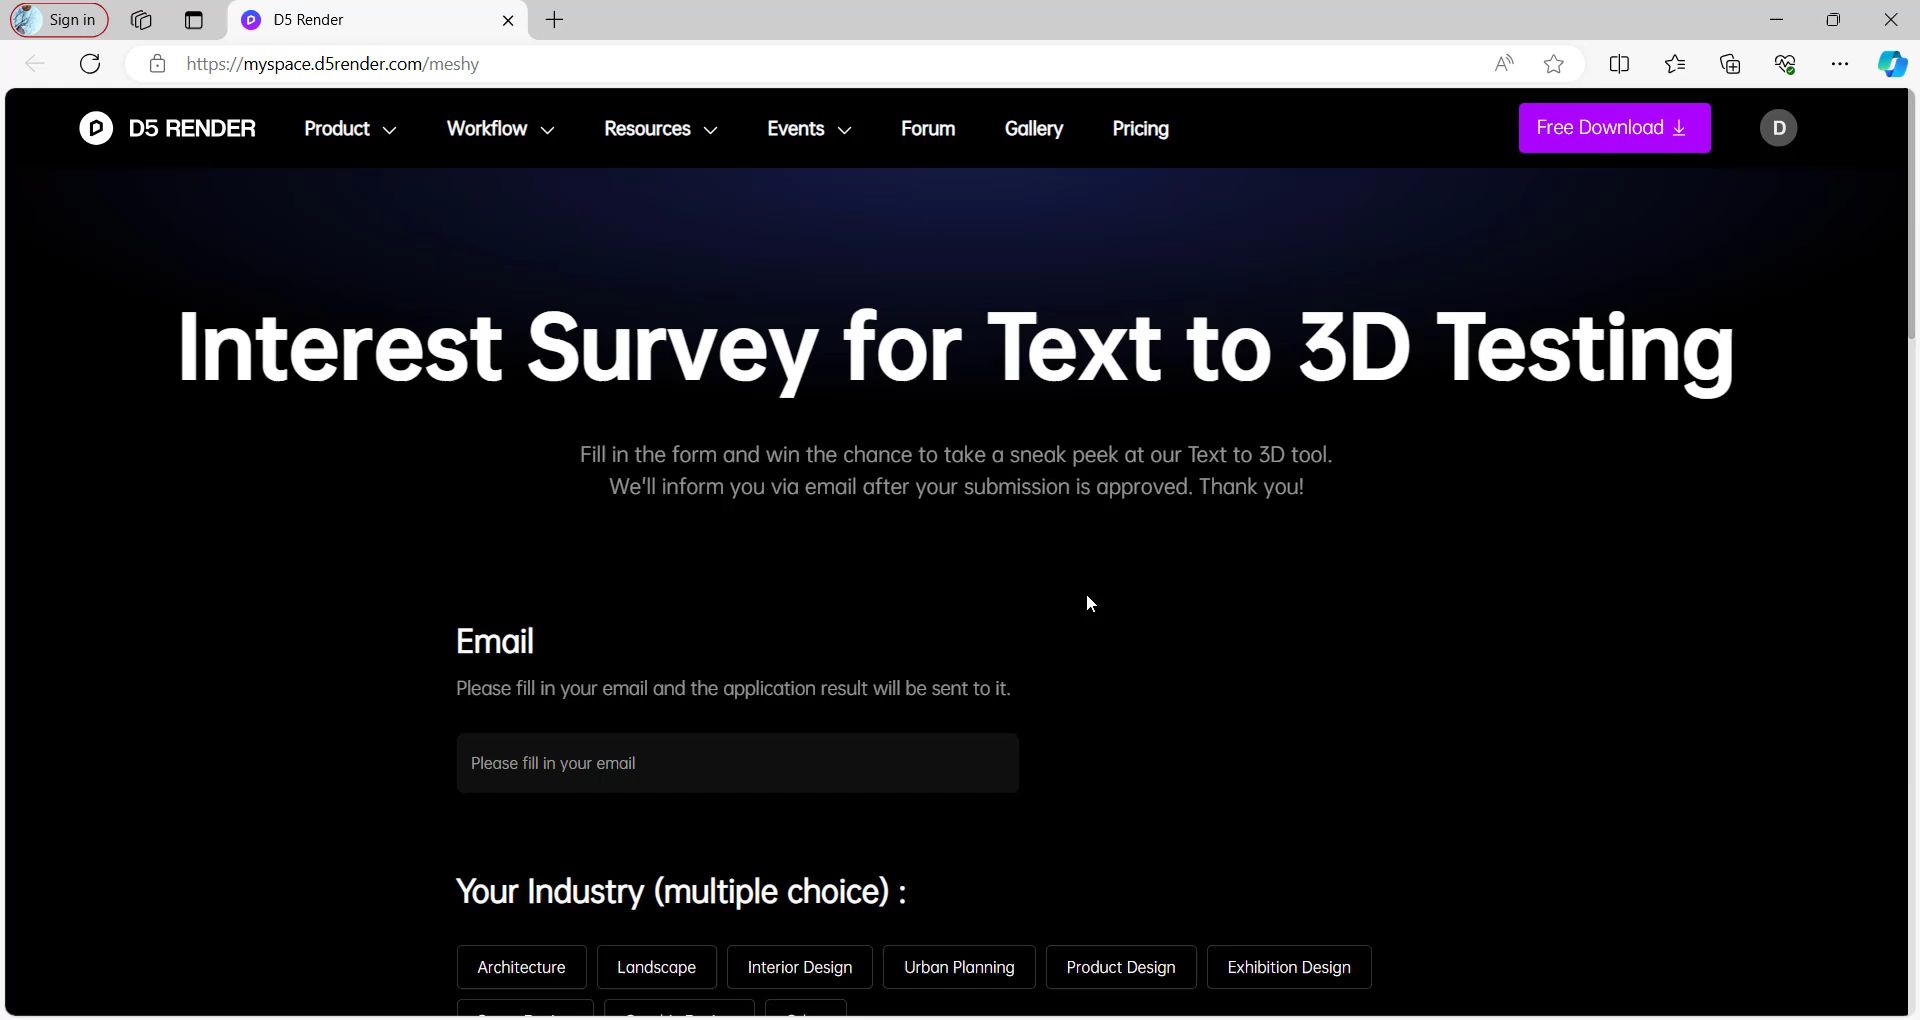 Sign in
D5 Render
https://myspace.d5render.com/meshy
D5 RENDER
Product
Workflow
Resources
Events
Forum
Gallery
Pricing
Free Download
D
Interest Survey for Text to 3D Testing
Fill in the form and win the chance to take a sneak peek at our Text to 3D tool.
We'll inform you via email after your submission is approved. Thank you!
Email
Please fill in your email and the application result will be sent to it.
Please fill in your email
Your Industry (multiple choice) :
Architecture
Landscape
Interior Design
Urban Planning
Product Design
Exhibition Design